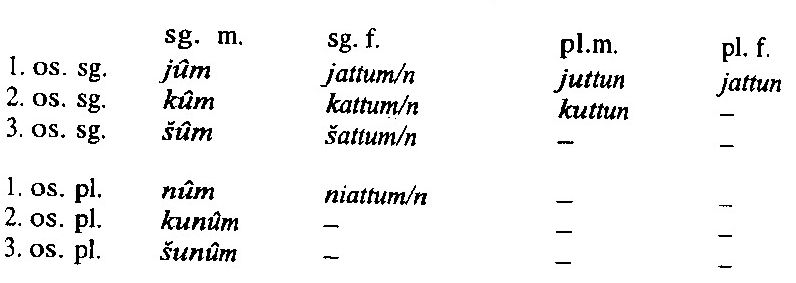 sg. m. sg. f. pl.m. pl. f.
1. os. sg. jûm jattum/n juttun jattun
2. os. sg. kûm kattum/n kuttun –
3. os. sg. šûm šattum/n – –
1. os. pl. nûm niattum/n – –
2. os. pl. kunûm – – –
3. os. pl. šunûm – – –